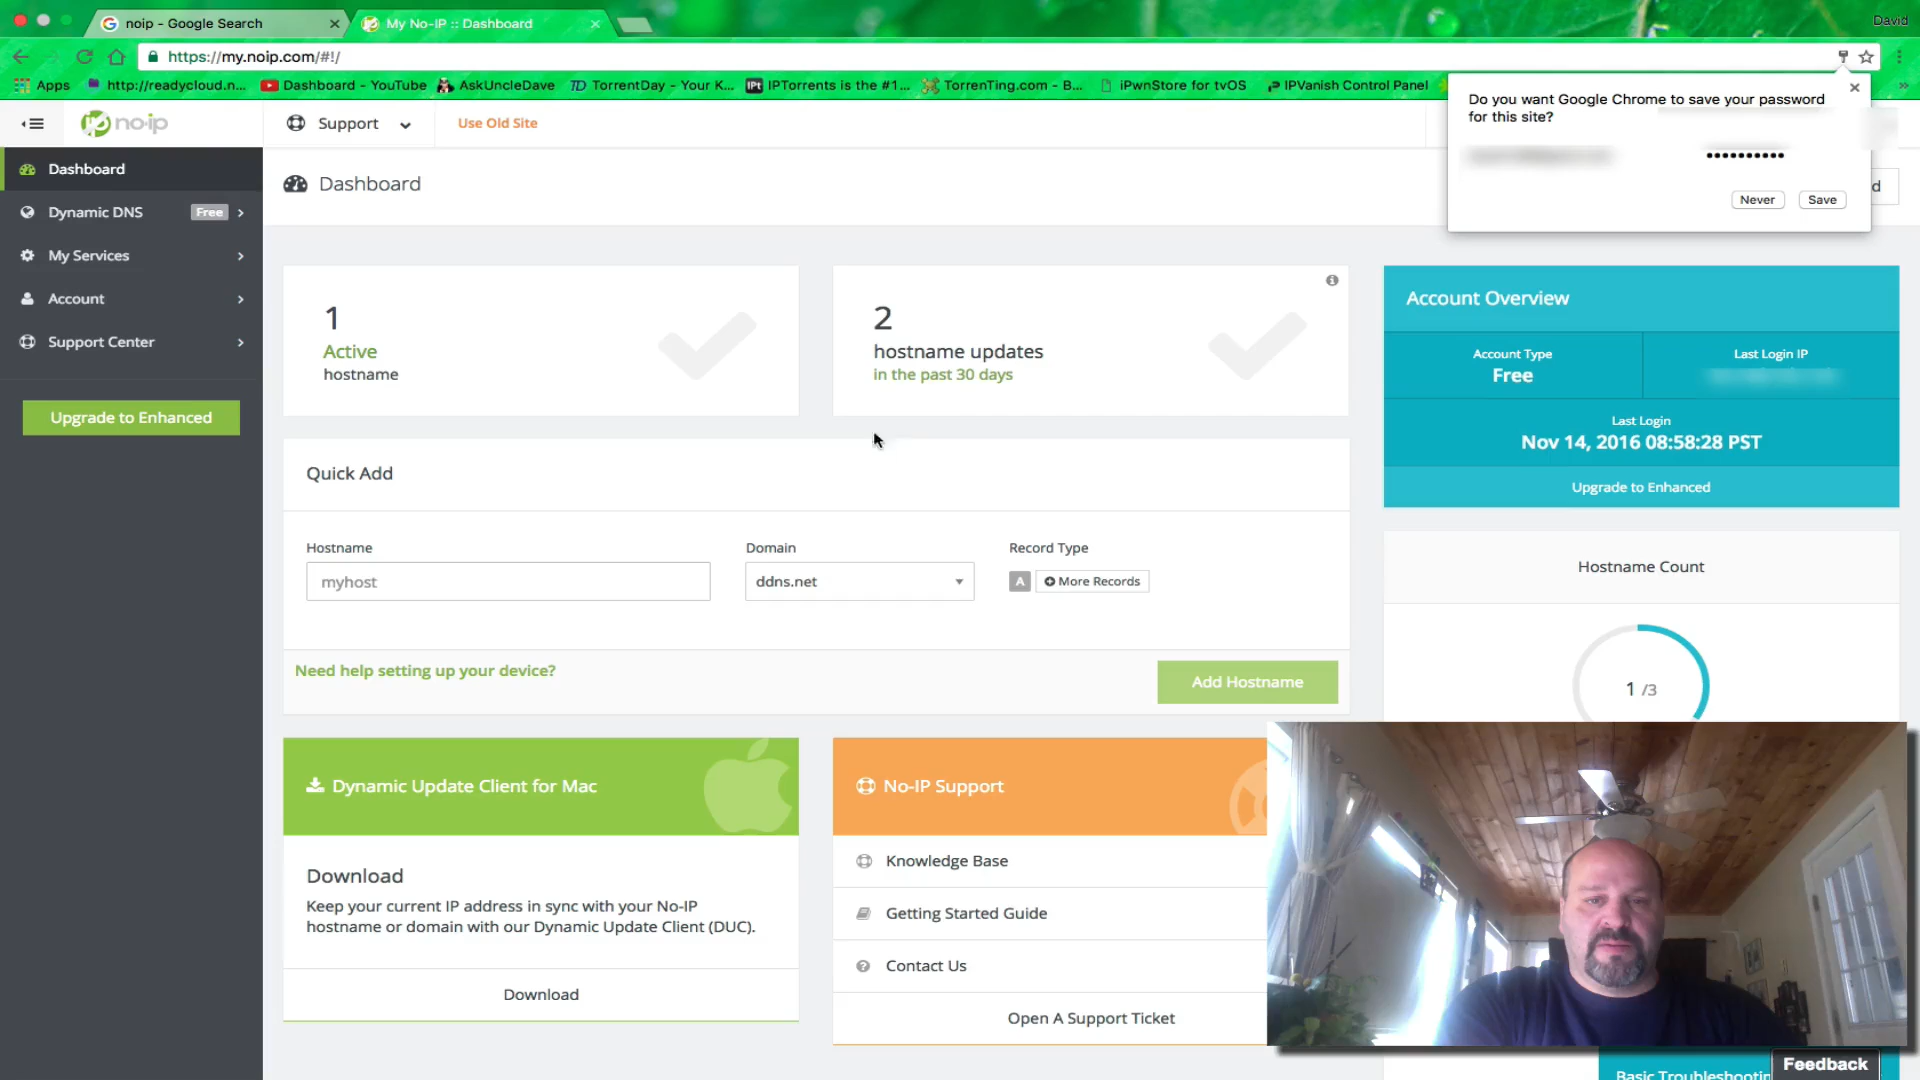 noip - Google Search
My No-IP :: Dashboard
David
https://my.noip.com/#!/
Apps
http://readycloud.n...
Dashboard - YouTube
AskUncleDave
TD TorrentDay - Your K...
IPt IPTorrents is the #1...
TorrenTing.com - B...
iPwnStore for tvOS
IPVanish Control Panel
Do you want Google Chrome to save your password
for this site?
••••••••••
Never
Save
no-ip
Support
Use Old Site
Dashboard
Dynamic DNS
Free
My Services
Account
Support Center
Upgrade to Enhanced
Dashboard
1
Active
hostname
2
hostname updates
in the past 30 days
Account Overview
Account Type
Free
Last Login IP
Last Login
Nov 14, 2016 08:58:28 PST
Upgrade to Enhanced
Quick Add
Hostname
myhost
Domain
ddns.net
Record Type
A
More Records
Need help setting up your device?
Add Hostname
Hostname Count
1 /3
Dynamic Update Client for Mac
Download
Keep your current IP address in sync with your No-IP
hostname or domain with our Dynamic Update Client (DUC).
Download
No-IP Support
Knowledge Base
Getting Started Guide
Contact Us
Open A Support Ticket
Basic Troubleshooting
Feedback